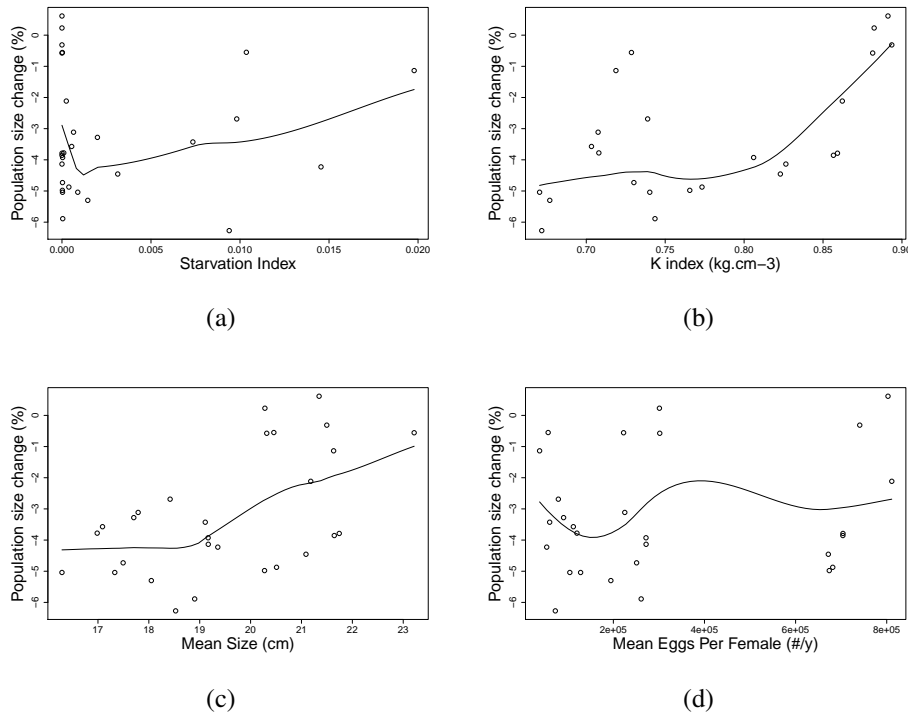 Population size change (%)
0
−1
−2
−3
−4
−5
−6
0.000 0.005 0.010 0.015 0.020
Starvation Index
(a)
Population size change (%)
0
−1
−2
−3
−4
−5
−6
0.70 0.75 0.80 0.85 0.90
K index (kg.cm−3)
(b)
Population size change (%)
0
−1
−2
−3
−4
−5
−6
17 18 19 20 21 22 23
Mean Size (cm)
(c)
Population size change (%)
0
−1
−2
−3
−4
−5
−6
2e+05 4e+05 6e+05 8e+05
Mean Eggs Per Female (#/y)
(d)